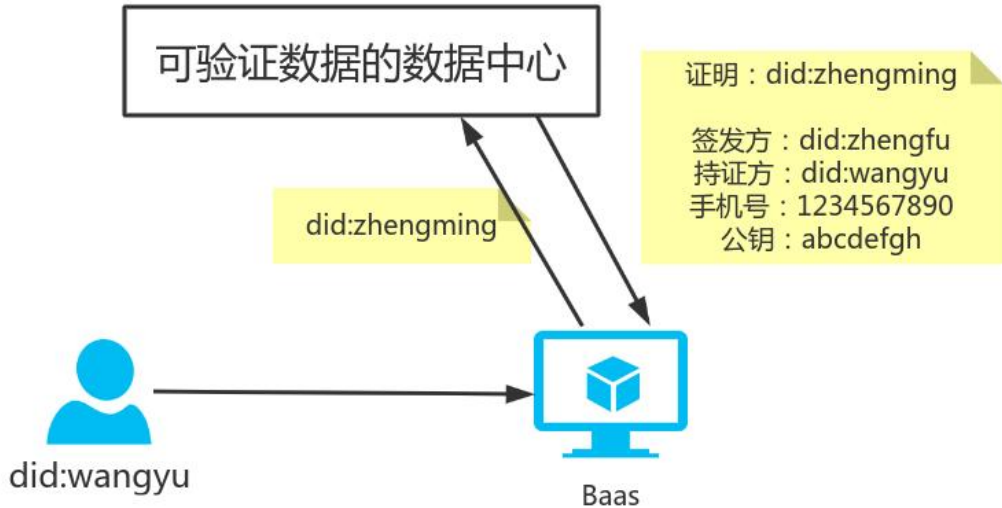 可验证数据的数据中心
证明：did:zhengming
签发方：did:zhengfu
持证方：did:wangyu
手机号：1234567890
公钥：abcdefgh
did:zhengming
did:wangyu
Baas